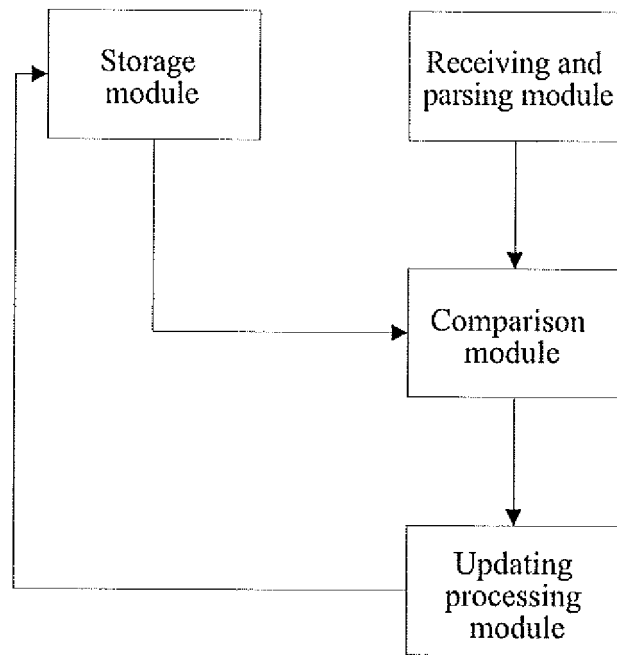 Storage
module
Receiving and
parsing module
Comparison
module
Updating
processing
module